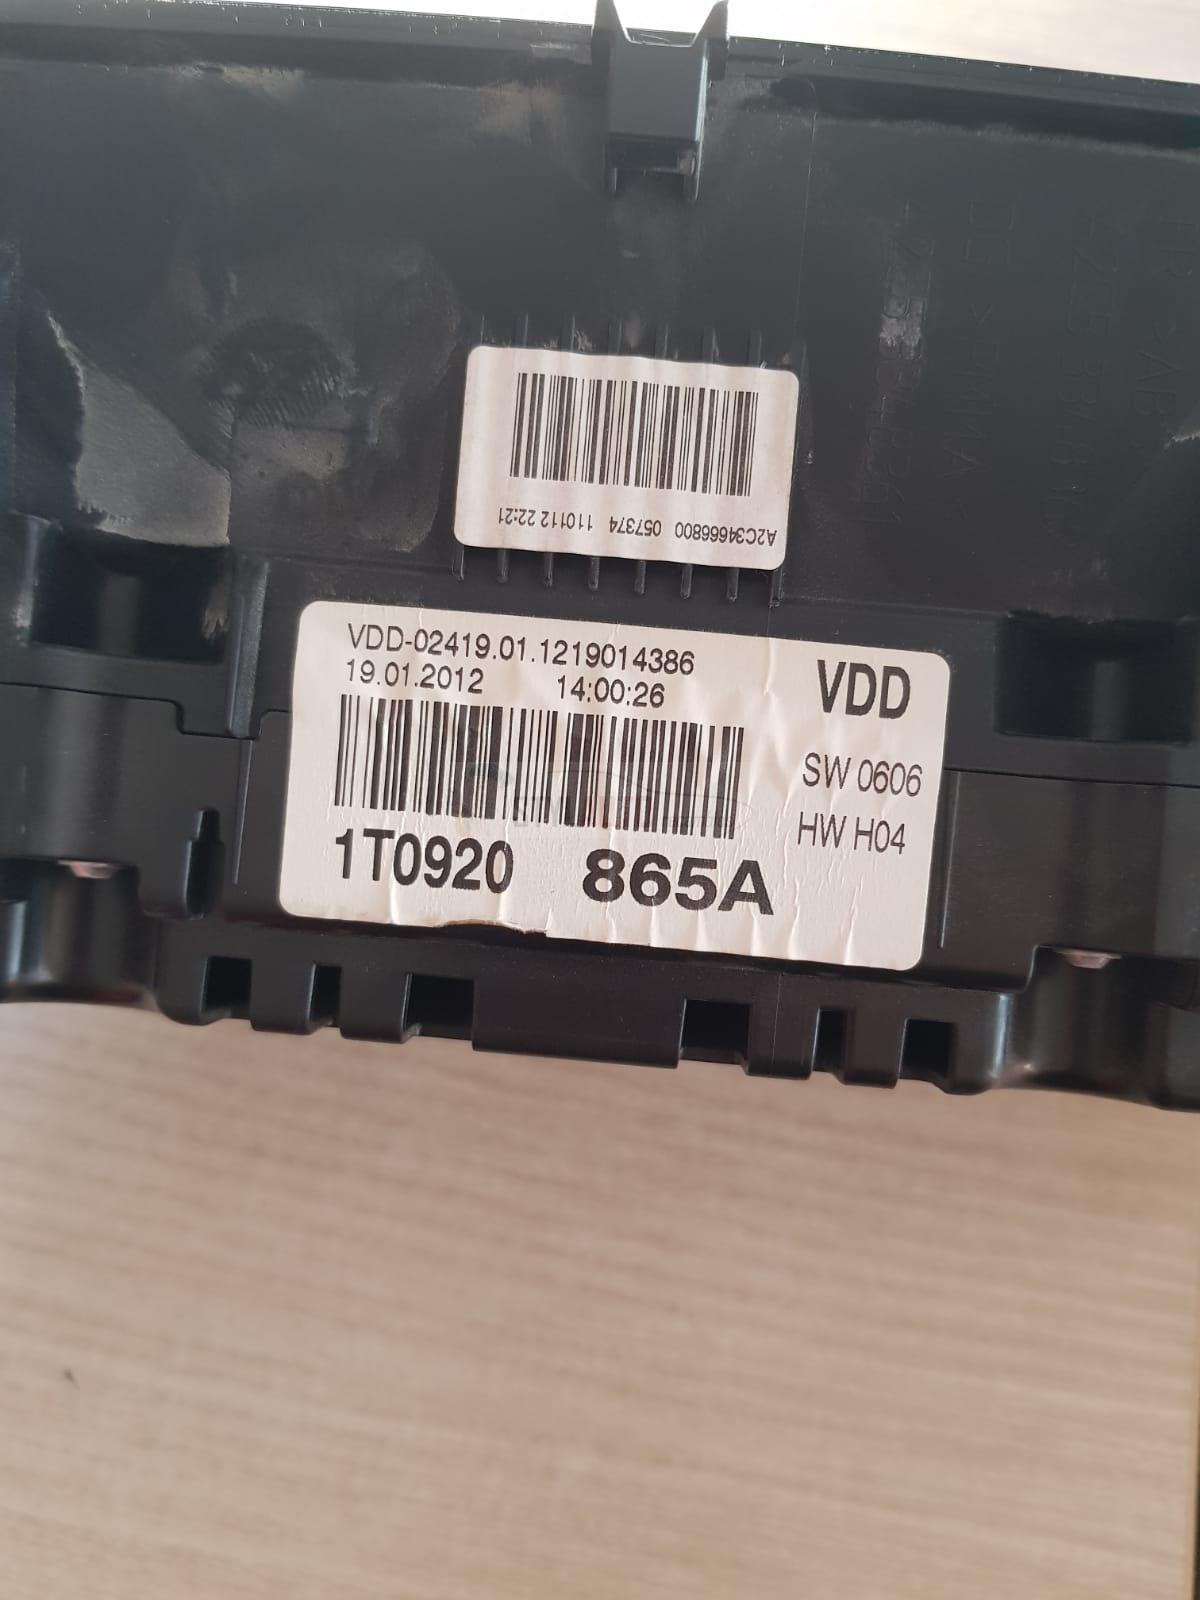 A2C34666800 057374 110112 22:21
VDD-02419.01.1219014386
19.01.2012 14:00:26
VDD
SW 0606
HW H04
1T0920 865A